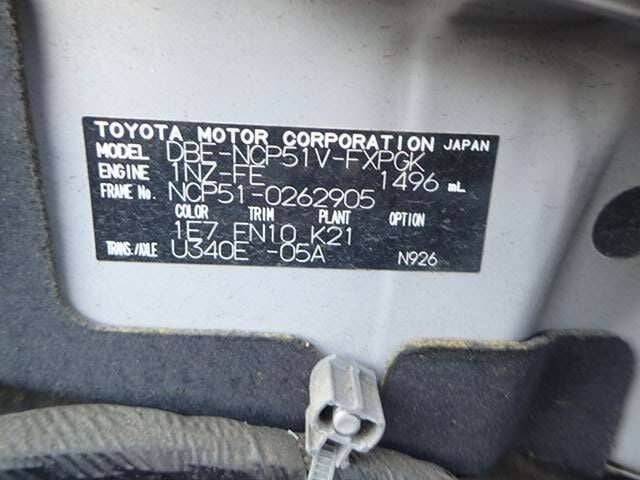 TOYOTA MOTOR CORPORATION JAPAN
MODEL DBE-NCP51V-FXPGK
ENGINE 1NZ-FE 1496 mL
FRAME No. NCP51-0262905
COLOR TRIM PLANT OPTION
1E7 FN10 K21
TRANS./AXLE U340E -05A N926